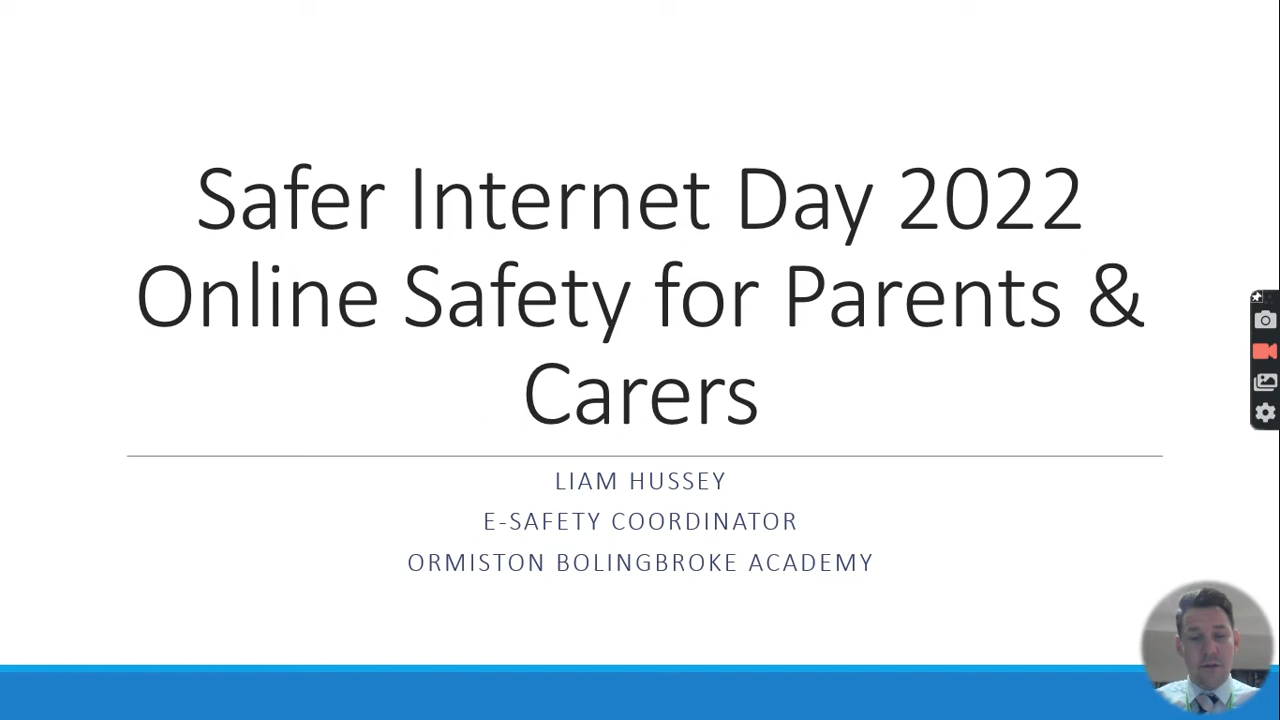 Safer Internet Day 2022
Online Safety for Parents &
Carers
LIAM HUSSEY
E-SAFETY COORDINATOR
ORMISTON BOLINGBROKE ACADEMY